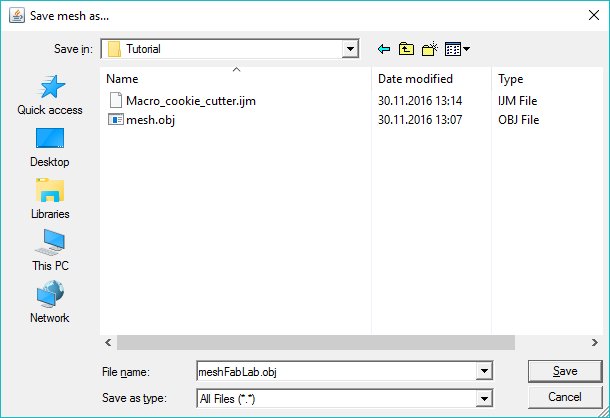 Save mesh as...
Save in: Tutorial
Name Date modified Type
Macro_cookie_cutter.ijm 30.11.2016 13:14 IJM File
mesh.obj 30.11.2016 13:07 OBJ File
Quick access
Desktop
Libraries
This PC
Network
File name: meshFabLab.obj Save
Save as type: All Files (*.*) Cancel